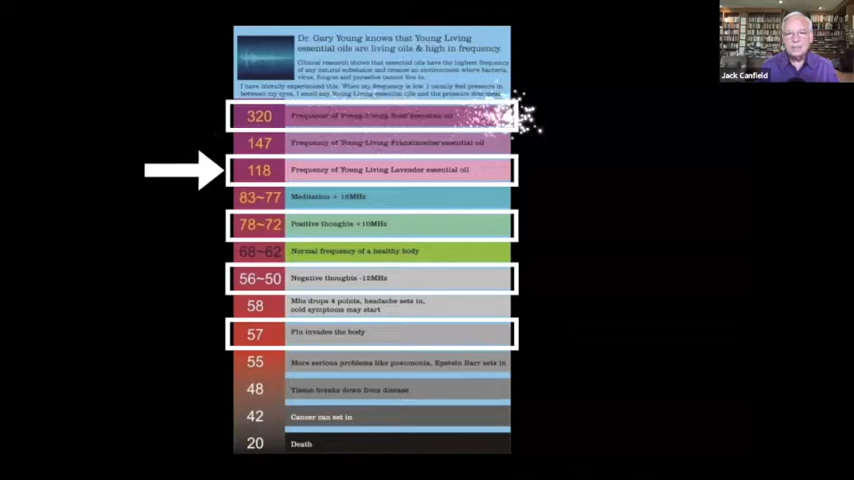 Dr. Gary Young knows that Young Living
essential oils are living oils & high in frequency
Clinical research shows that essential oils have the highest frequency
of any natural substance and creates an environment where bacteria,
virus, fungus and parasites cannot live in.
I have literally experienced this. When my frequency is low, I usually feel pressure in
between my eyes, I smell any Young Living essential oils and the pressure
320 Frequency of Young Living Rose essential oil
147 Frequency of Young Living Frankincense essential oil
118 Frequency of Young Living Lavender essential oil
83~77 Meditation + 15MHz
78~72 Positive thoughts +10MHz
68~62 Normal frequency of a healthy body
56~50 Negative thoughts -12MHz
58 Mhz drops 4 points, headache sets in,
cold symptoms may start
57 Flu invades the body
55 More serious problems like pneumonia, Epstein Barr sets in
48 Tissue breaks down from disease
42 Cancer can set in
20 Death
Jack Canfield